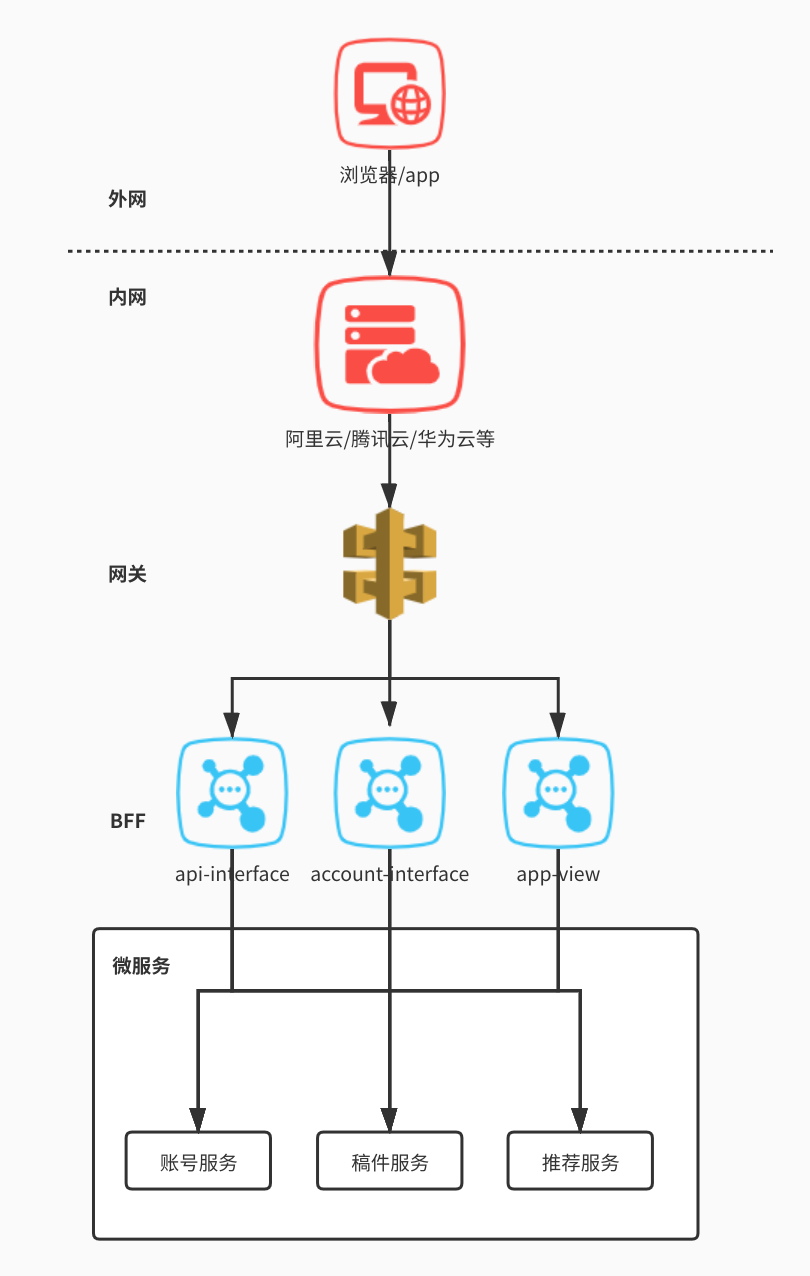 浏览器/app
外网
内网
阿里云/腾讯云/华为云等
网关
BFF
api-interface
account-interface
app-view
微服务
账号服务
稿件服务
推荐服务